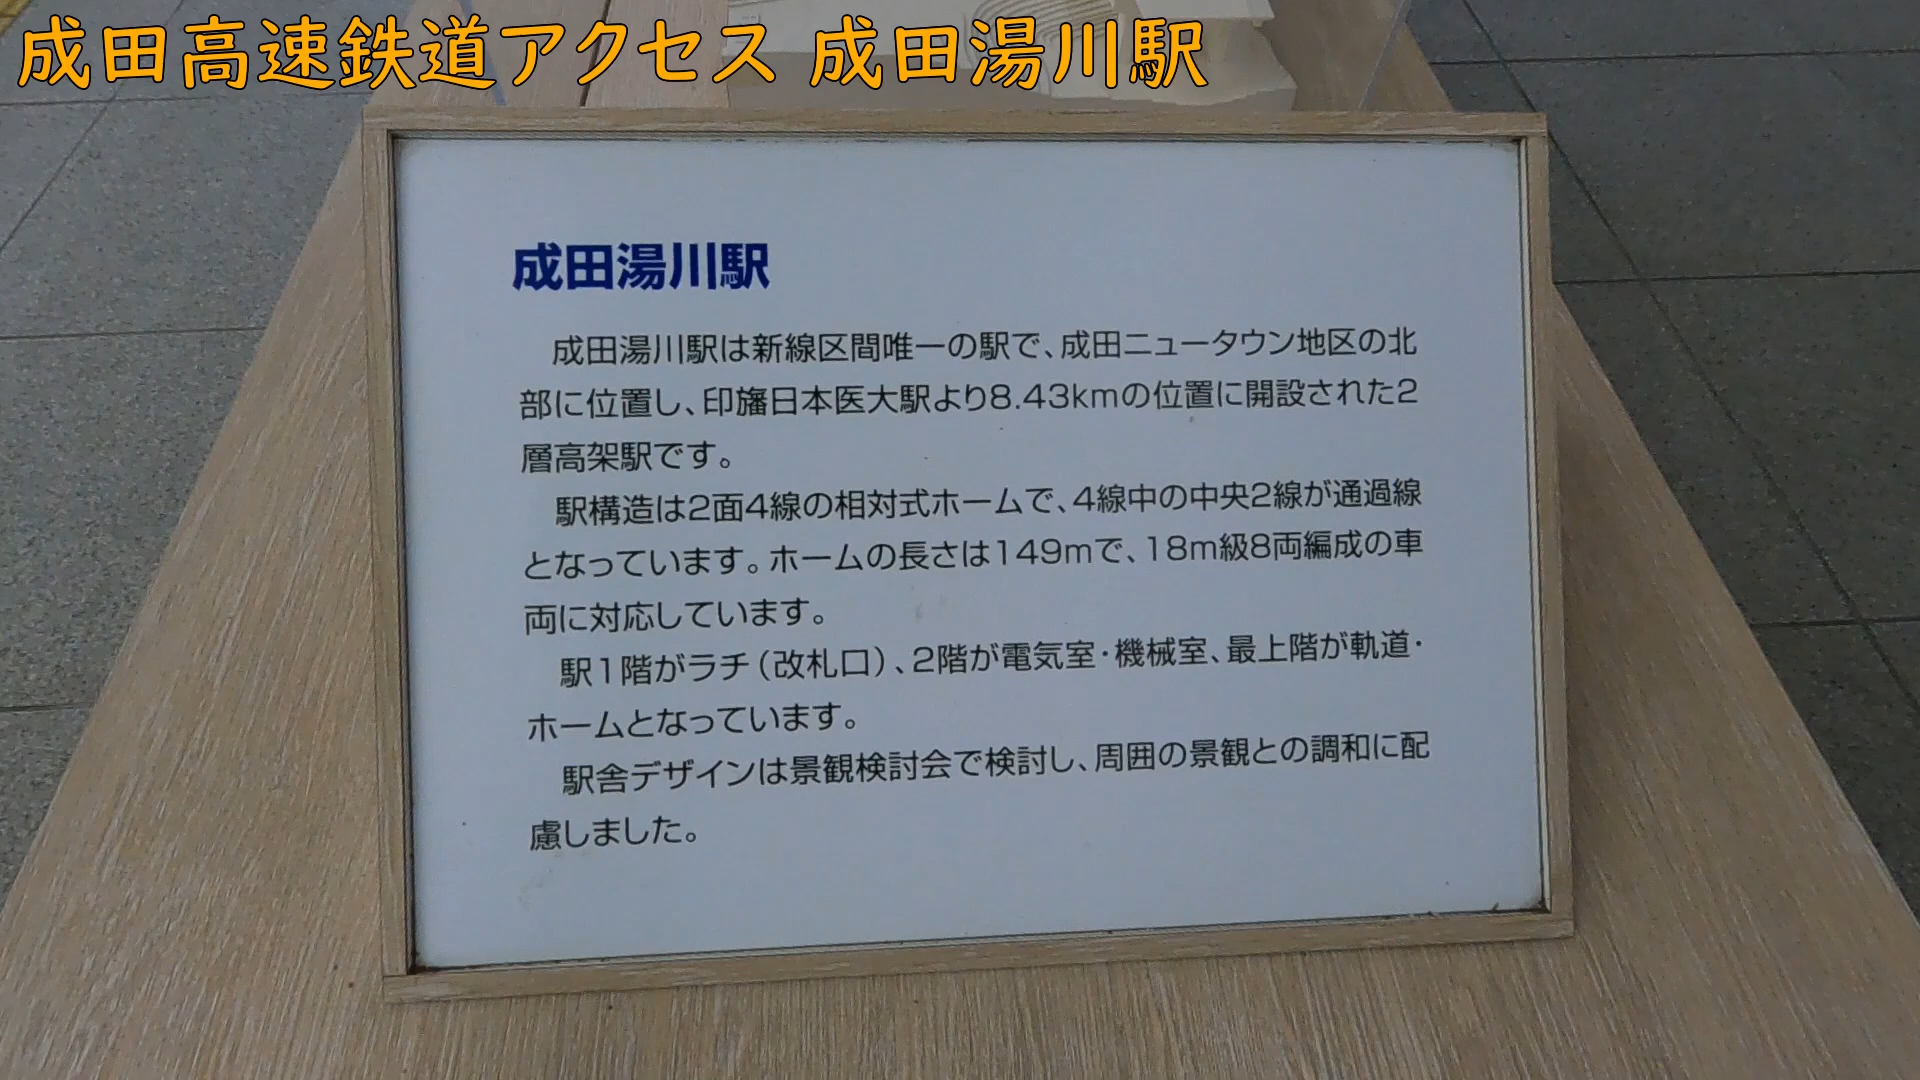 成田高速鉄道アクセス 成田湯川駅
成田湯川駅
成田湯川駅は新線区間唯一の駅で、成田ニュータウン地区の北
部に位置し、印旛日本医大駅より8.43kmの位置に開設された2
層高架駅です。
駅構造は2面4線の相対式ホームで、4線中の中央2線が通過線
となっています。ホームの長さは149mで、18m級8両編成の車
両に対応しています。
駅1階がラチ（改札口）、2階が電気室・機械室、最上階が軌道・
ホームとなっています。
駅舎デザインは景観検討会で検討し、周囲の景観との調和に配
慮しました。